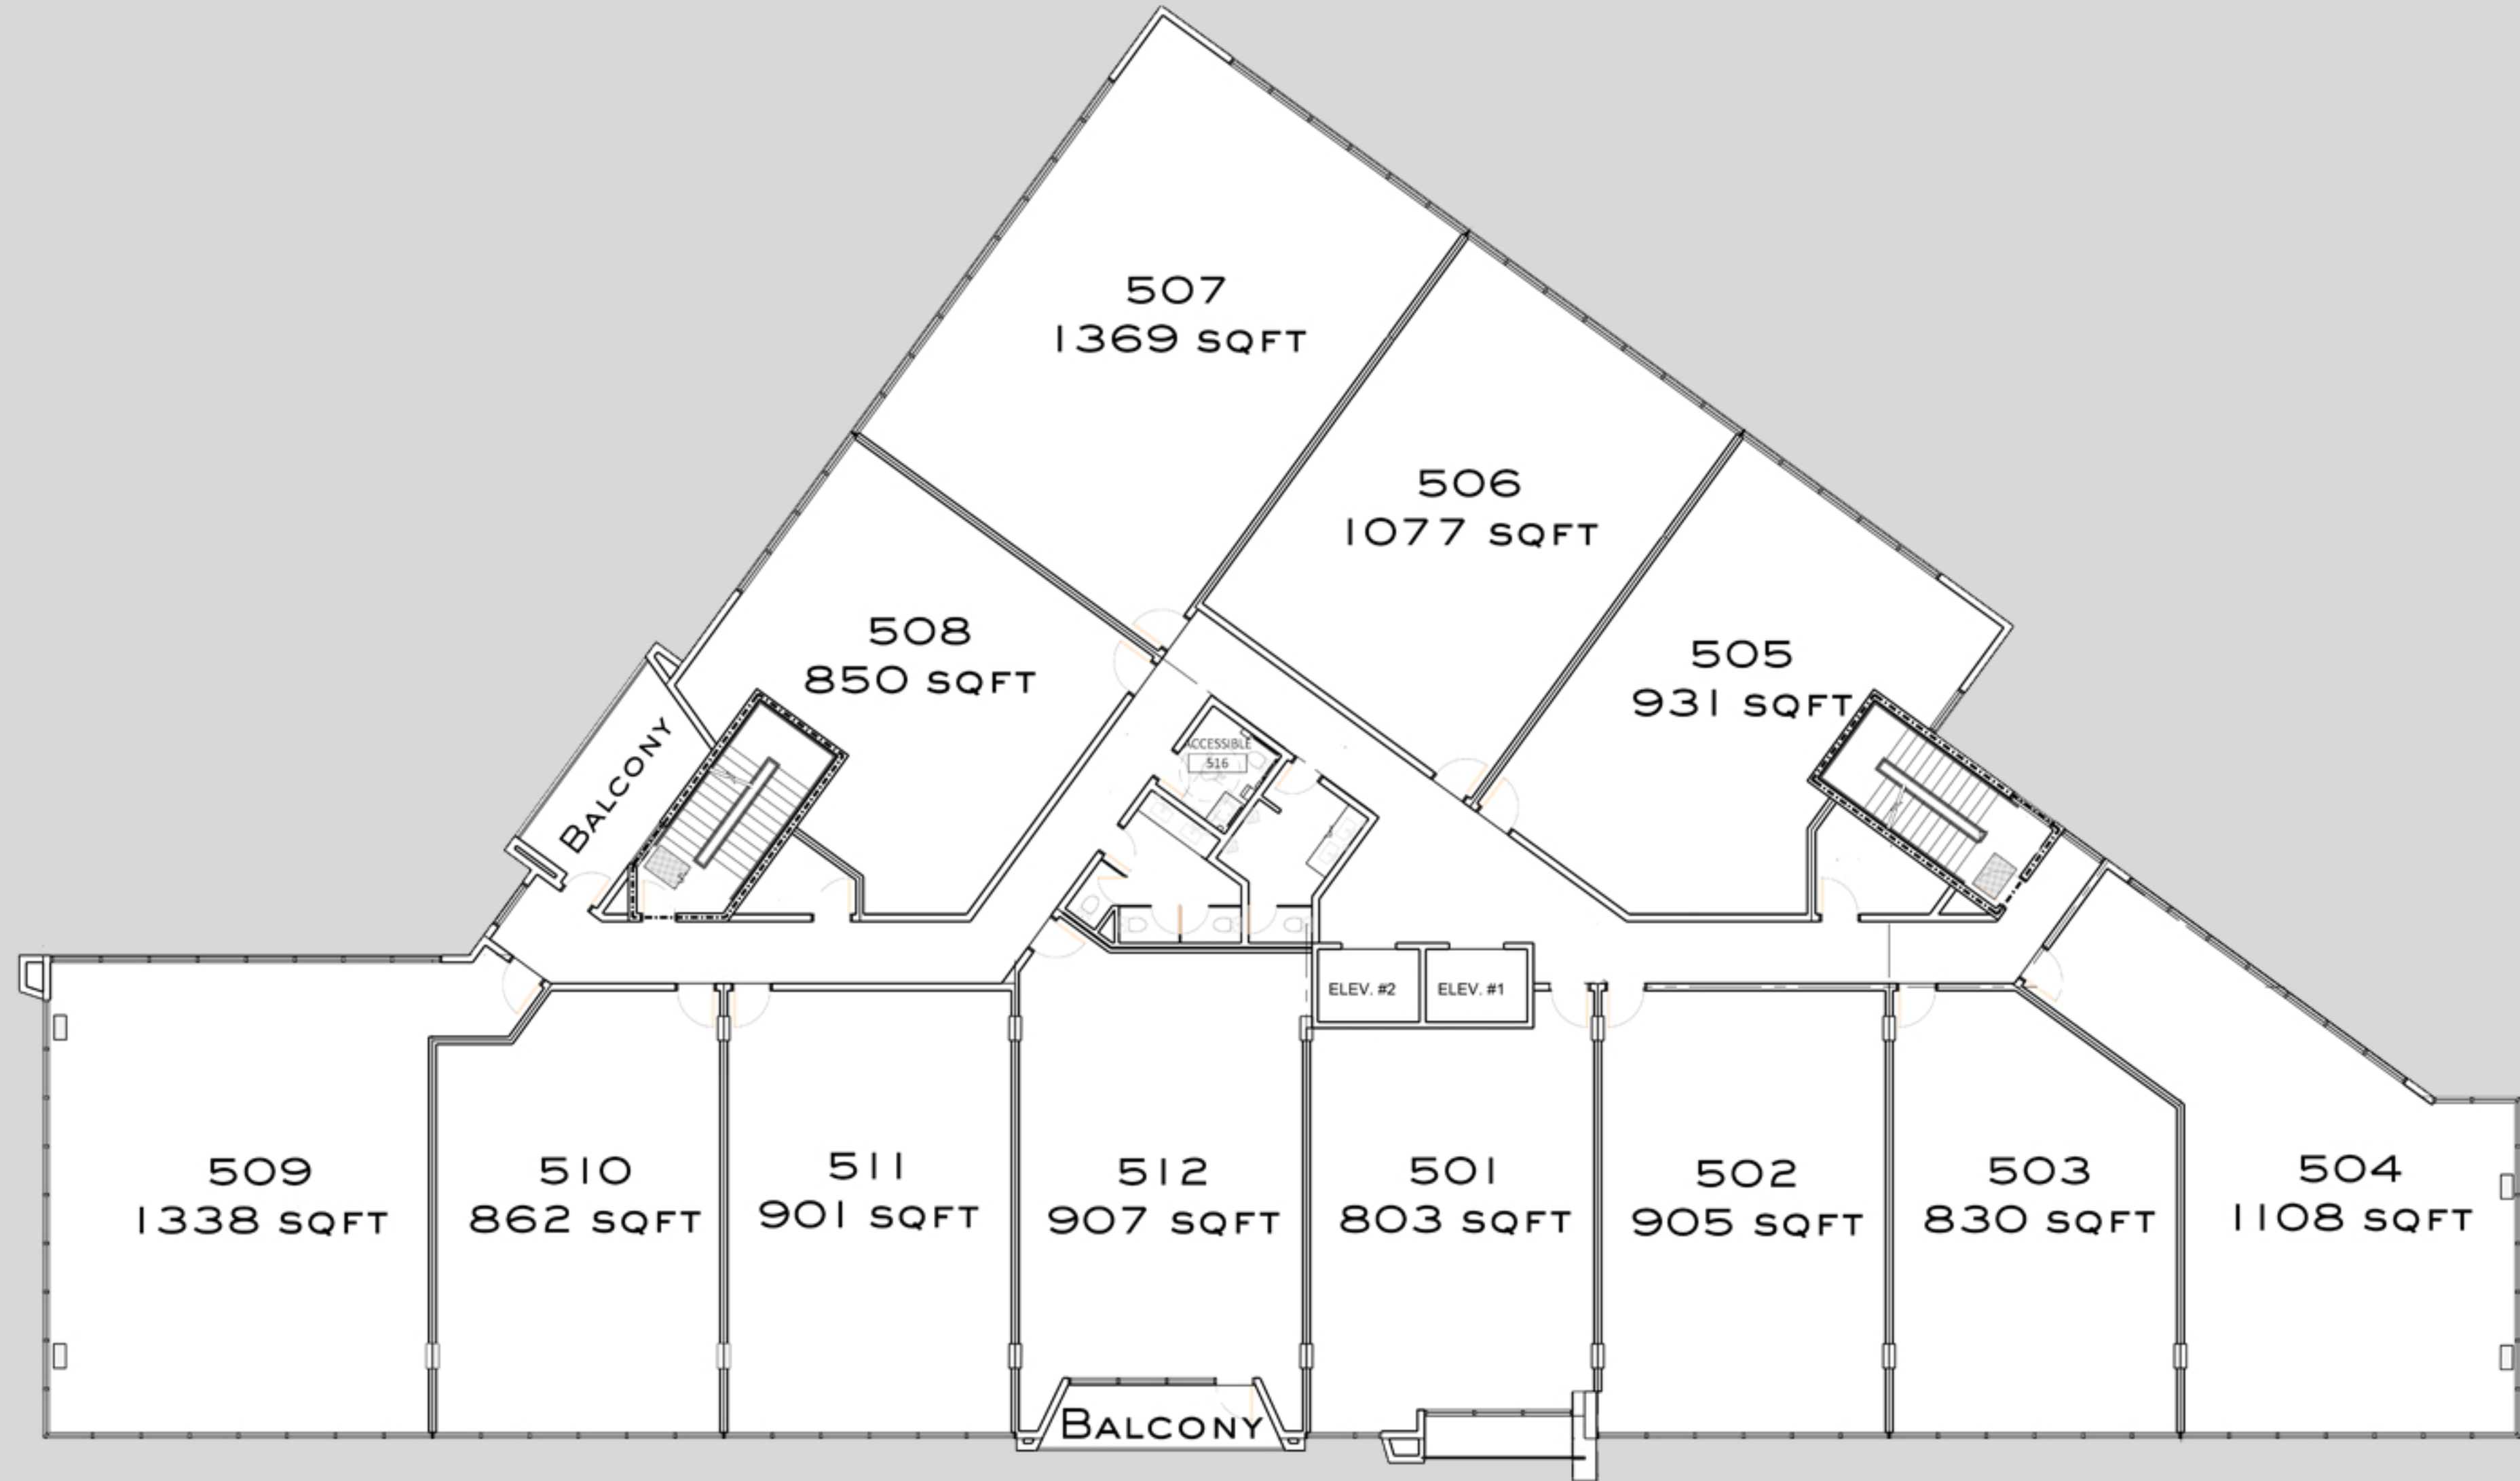 507
1369 SQFT
506
1077 SQFT
508
850 SQFT
505
931 SQFT
BALCONY
ACCESSIBLE
516
ELEV. #2
ELEV. #1
509
1338 SQFT
510
862 SQFT
511
901 SQFT
512
907 SQFT
501
803 SQFT
502
905 SQFT
503
830 SQFT
504
1108 SQFT
BALCONY